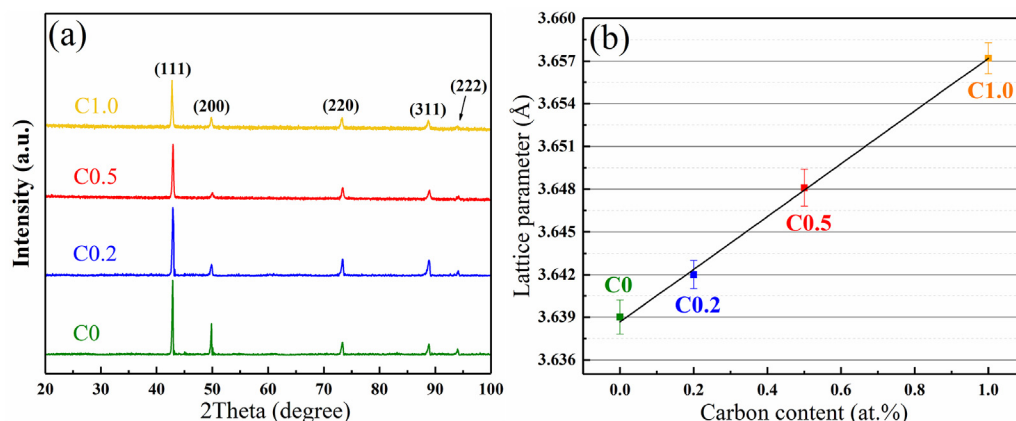 (a)
(111)
(200)
(220)
(311)
(222)
C1.0
C0.5
C0.2
C0
Intensity (a.u.)
20 30 40 50 60 70 80 90 100
2Theta (degree)
(b)
3.660
3.657
3.654
3.651
3.648
3.645
3.642
3.639
3.636
Lattice parameter (Å)
C1.0
C0.5
C0
C0.2
0.0 0.2 0.4 0.6 0.8 1.0
Carbon content (at.%)